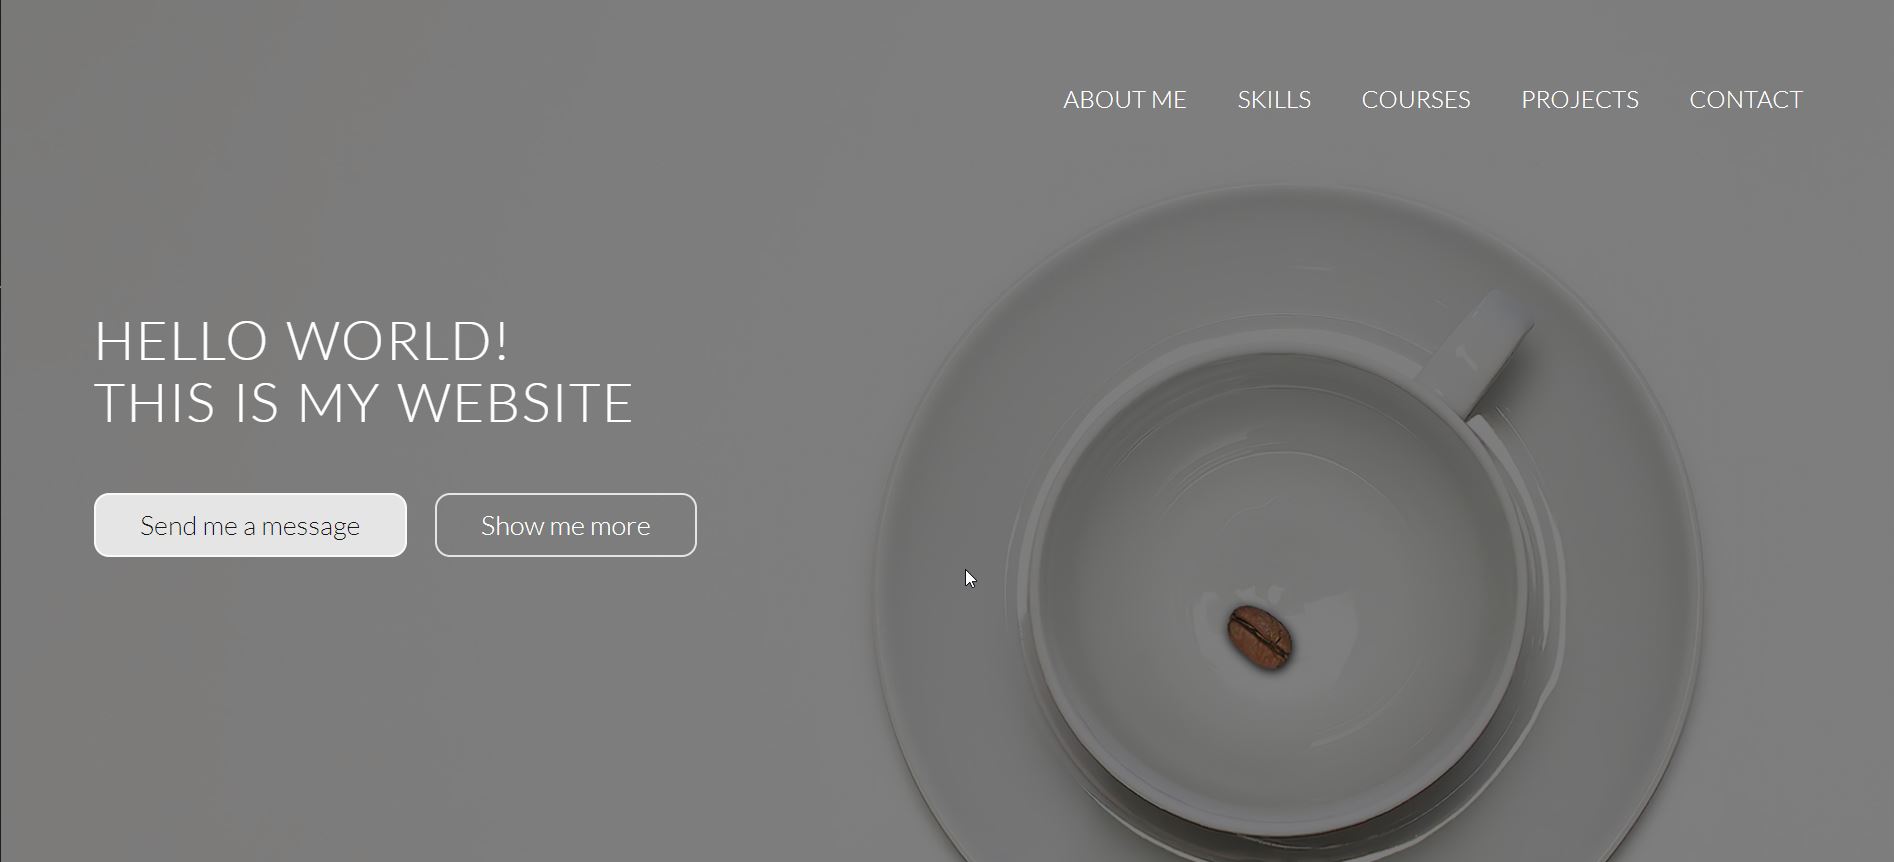 ABOUT ME SKILLS COURSES PROJECTS CONTACT
HELLO WORLD!
THIS IS MY WEBSITE
Send me a message Show me more